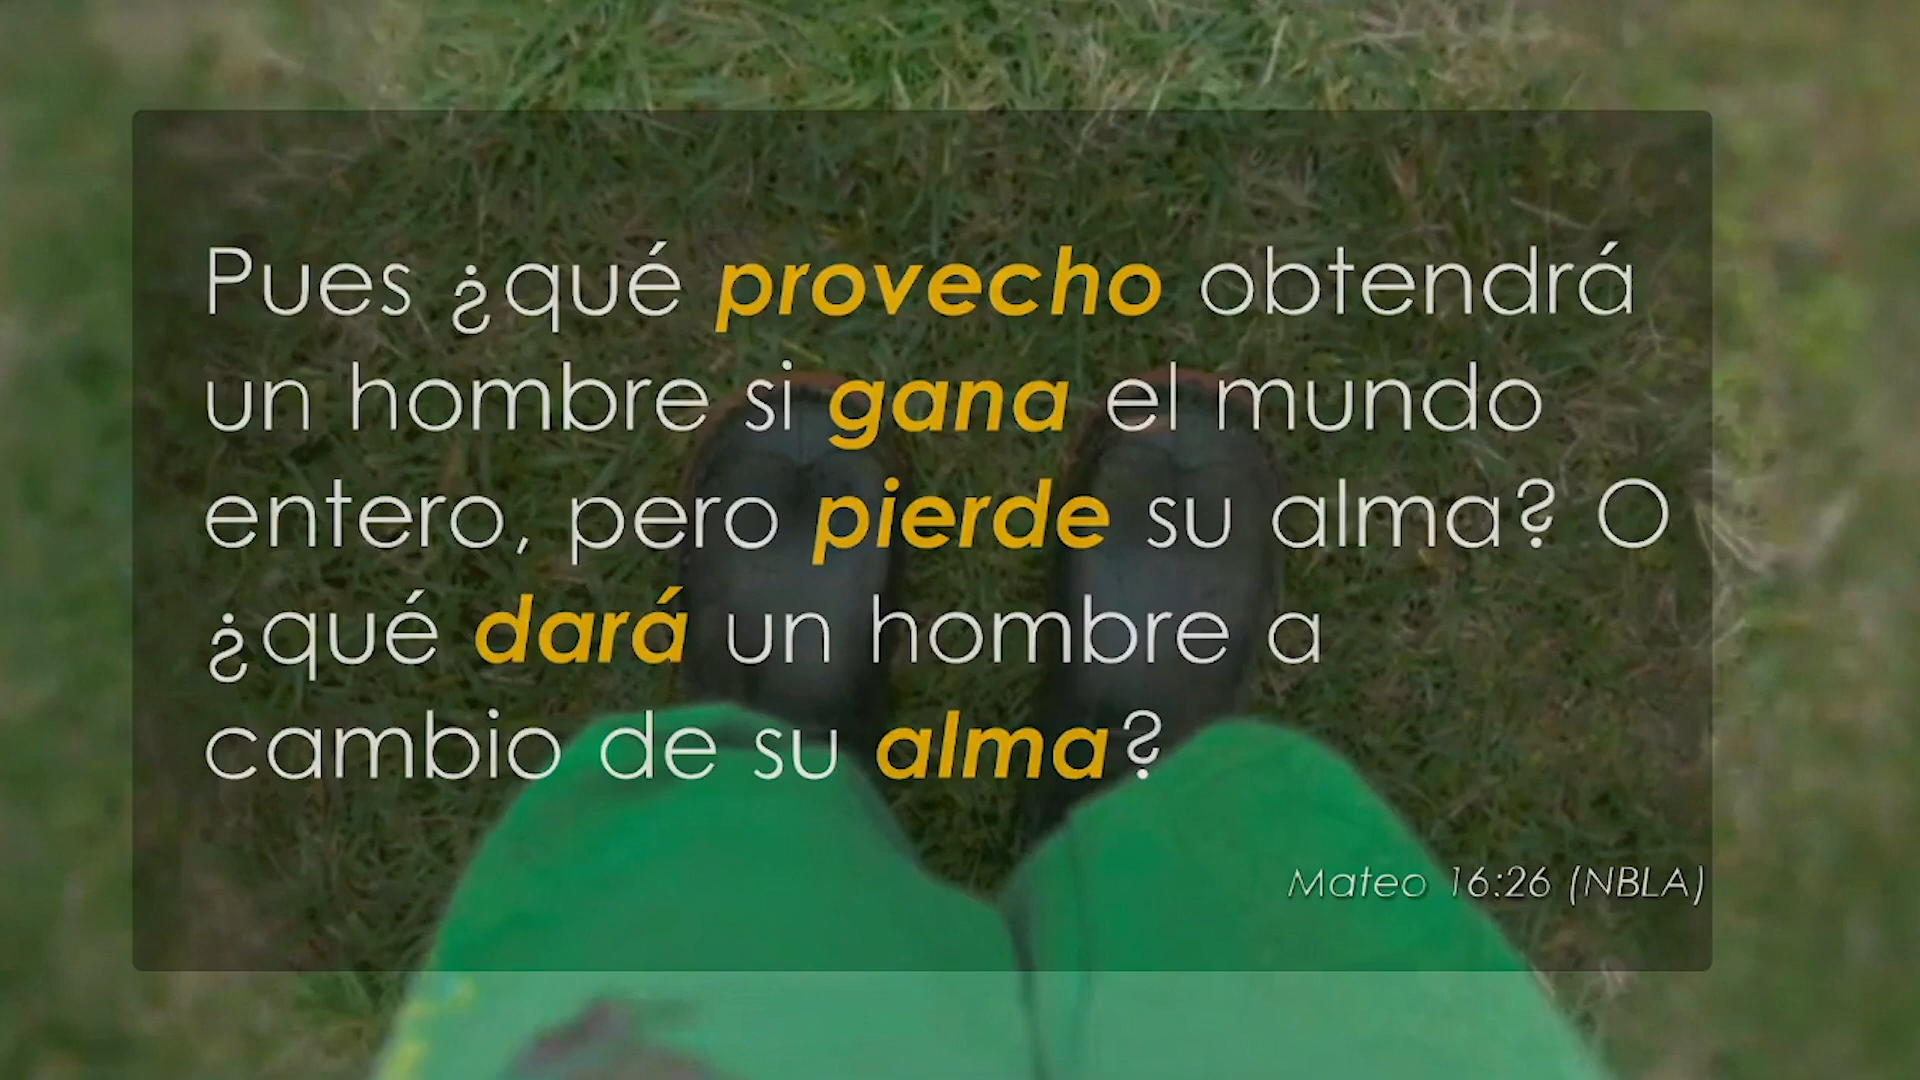 Pues ¿qué provecho obtendrá
un hombre si gana el mundo
entero, pero pierde su alma? O
¿qué dará un hombre a
cambio de su alma?
Mateo 16:26 (NBLA)